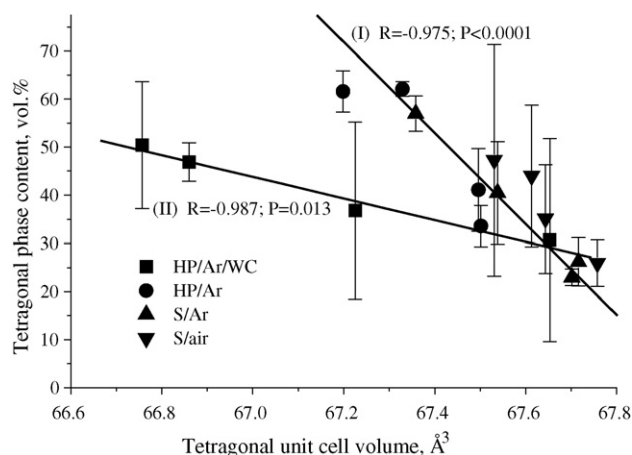 (I) R=-0.975; P<0.0001
(II) R=-0.987; P=0.013
HP/Ar/WC
HP/Ar
S/Ar
S/air
Tetragonal phase content, vol.%
70
60
50
40
30
20
10
0
66.6 66.8 67.0 67.2 67.4 67.6 67.8
Tetragonal unit cell volume, Å³